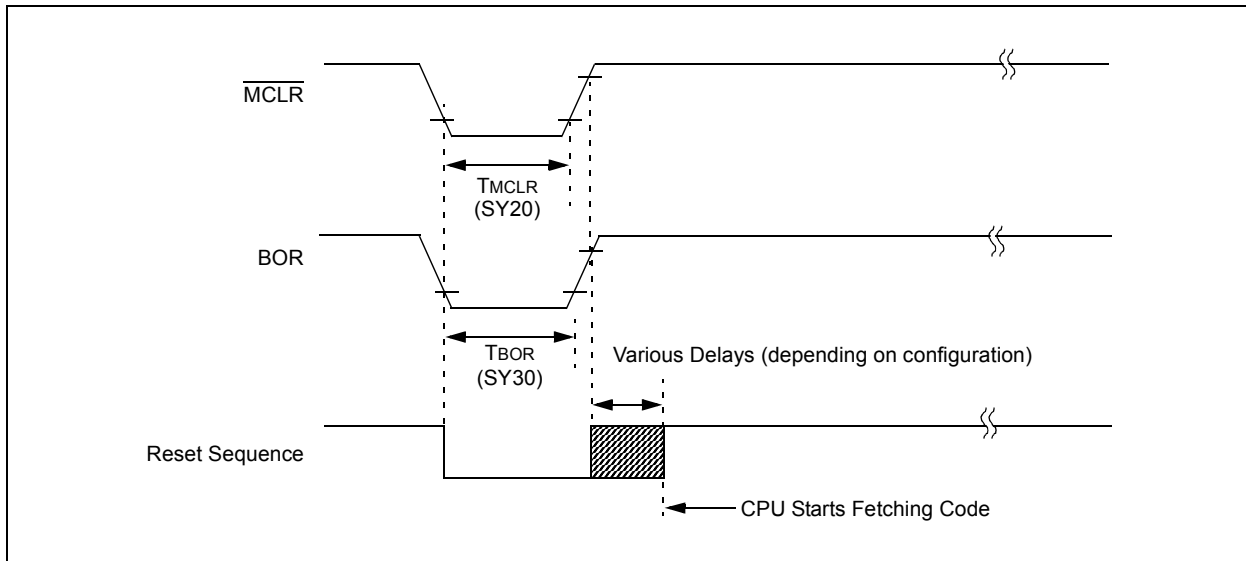 MCLR
TMCLR
(SY20)
BOR
TBOR
(SY30)
Various Delays (depending on configuration)
Reset Sequence
CPU Starts Fetching Code